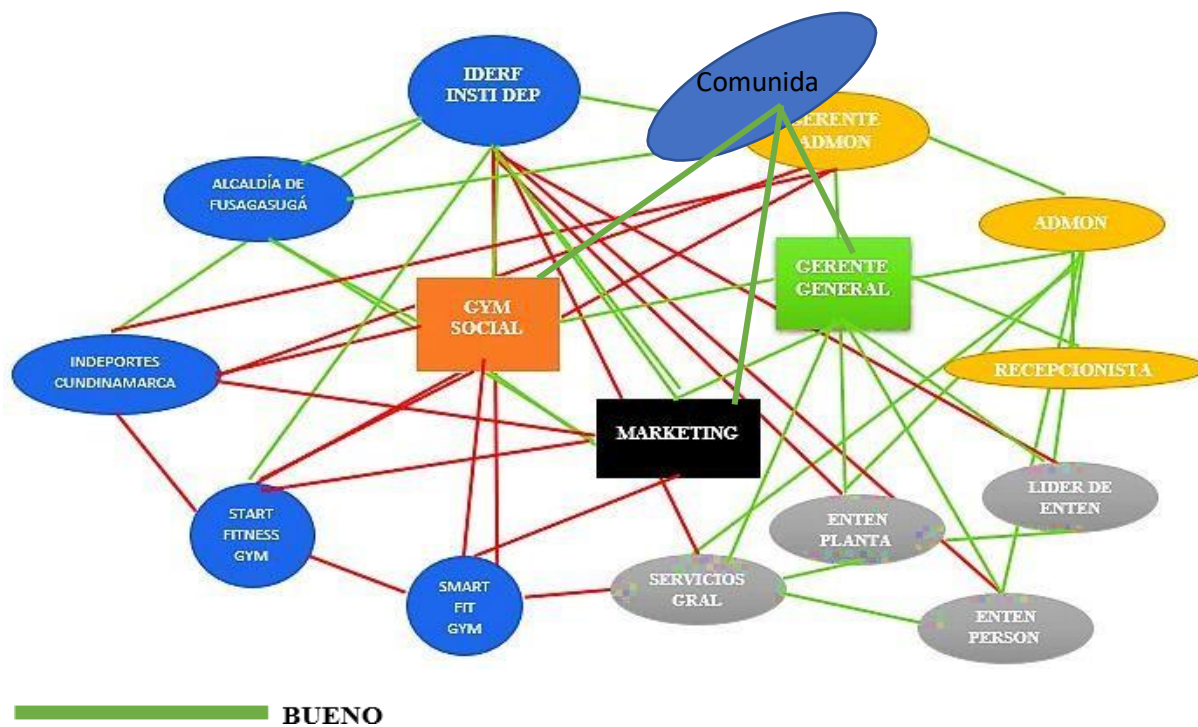 IDERF
INSTI DEP
Comunida
GERENTE
ADMON
ALCALDÍA DE
FUSAGASUGÁ
ADMON
GERENTE
GENERAL
GYM
SOCIAL
INDEPORTES
CUNDINAMARCA
RECEPCIONISTA
MARKETING
LIDER DE
ENTEN
START
FITNESS
GYM
ENTEN
PLANTA
SERVICIOS
GRAL
SMART
FIT
GYM
ENTEN
PERSON
BUENO